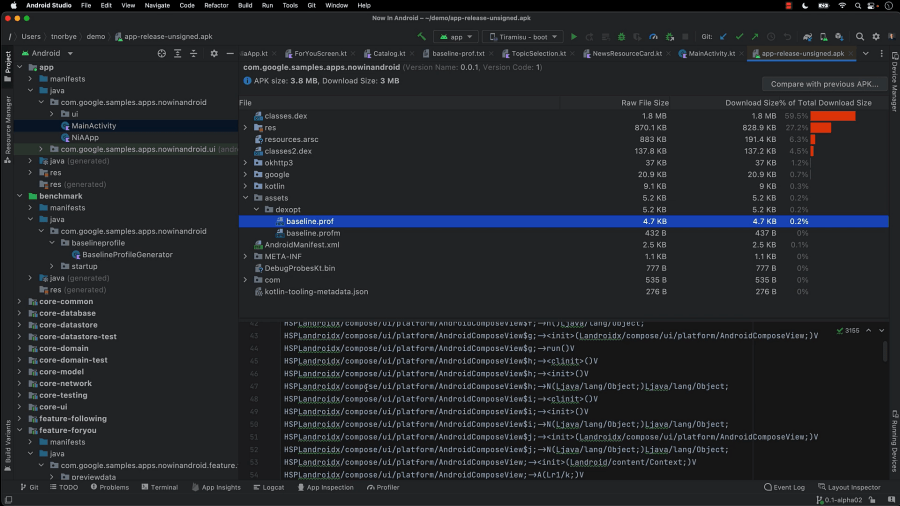 Android Studio File Edit View Navigate Code Refactor Build Run Tools Git Window Help
Now In Android – ~/demo/app-release-unsigned.apk
tnorbye demo app-release-unsigned.apk app Tiramisu - boot Git:
Android
iaApp.kt ForYouScreen.kt Catalog.kt baseline-prof.txt TopicSelection.kt NewsResourceCard.kt MainActivity.kt app-release-unsigned.apk
com.google.samples.apps.nowinandroid (Version Name: 0.0.1, Version Code: 1)
APK size: 3.8 MB, Download Size: 3 MB
Compare with previous APK...
File Raw File Size Download Size % of Total Download Size
classes.dex 1.8 MB 1.8 MB 59.5%
res 870.1 KB 828.9 KB 27.2%
resources.arsc 883 KB 191.4 KB 6.3%
classes2.dex 137.8 KB 137.2 KB 4.5%
okhttp3 37 KB 37 KB 1.2%
google 20.9 KB 20.9 KB 0.7%
kotlin 9.1 KB 9 KB 0.3%
assets 5.2 KB 5.2 KB 0.2%
dexopt 5.2 KB 5.2 KB 0.2%
baseline.prof 4.7 KB 4.7 KB 0.2%
baseline.profm 432 B 437 B 0%
AndroidManifest.xml 2.5 KB 2.5 KB 0.1%
META-INF 1.1 KB 1.1 KB 0%
DebugProbesKt.bin 777 B 777 B 0%
com 535 B 535 B 0%
kotlin-tooling-metadata.json 276 B 276 B 0%
app
manifests
java
com.google.samples.apps.nowinandroid
ui
MainActivity
NiAApp
com.google.samples.apps.nowinandroid.ui
java (generated)
res
res (generated)
benchmark
manifests
java
com.google.samples.apps.nowinandroid
baselineprofile
BaselineProfileGenerator
startup
java (generated)
res (generated)
core-common
core-database
core-datastore
core-datastore-test
core-domain
core-domain-test
core-model
core-network
core-testing
core-ui
feature-following
feature-foryou
manifests
java
com.google.samples.apps.nowinandroid.feature.
previewdata
3155
42 HSPLandroidx/compose/ui/platform/AndroidComposeView$f;-><n()Ljava/lang/Object;
43 HSPLandroidx/compose/ui/platform/AndroidComposeView$g;-><init>(Landroidx/compose/ui/platform/AndroidComposeView;)V
44 HSPLandroidx/compose/ui/platform/AndroidComposeView$g;->run()V
45 HSPLandroidx/compose/ui/platform/AndroidComposeView$h;-><clinit>()V
46 HSPLandroidx/compose/ui/platform/AndroidComposeView$h;-><init>()V
47 HSPLandroidx/compose/ui/platform/AndroidComposeView$h;->N(Ljava/lang/Object;)Ljava/lang/Object;
48 HSPLandroidx/compose/ui/platform/AndroidComposeView$i;-><clinit>()V
49 HSPLandroidx/compose/ui/platform/AndroidComposeView$i;-><init>()V
50 HSPLandroidx/compose/ui/platform/AndroidComposeView$i;->N(Ljava/lang/Object;)Ljava/lang/Object;
51 HSPLandroidx/compose/ui/platform/AndroidComposeView$j;-><init>(Landroidx/compose/ui/platform/AndroidComposeView;)V
52 HSPLandroidx/compose/ui/platform/AndroidComposeView$j;->N(Ljava/lang/Object;)Ljava/lang/Object;
53 HSPLandroidx/compose/ui/platform/AndroidComposeView;-><init>(Landroid/content/Context;)V
54 HSPLandroidx/compose/ui/platform/AndroidComposeView;->A(Lr1/k;)V
Project
Resource Manager
Build Variants
Device Manager
Running Devices
Git TODO Problems Terminal App Insights Logcat App Inspection Profiler Event Log Layout Inspector
0.1-alpha02